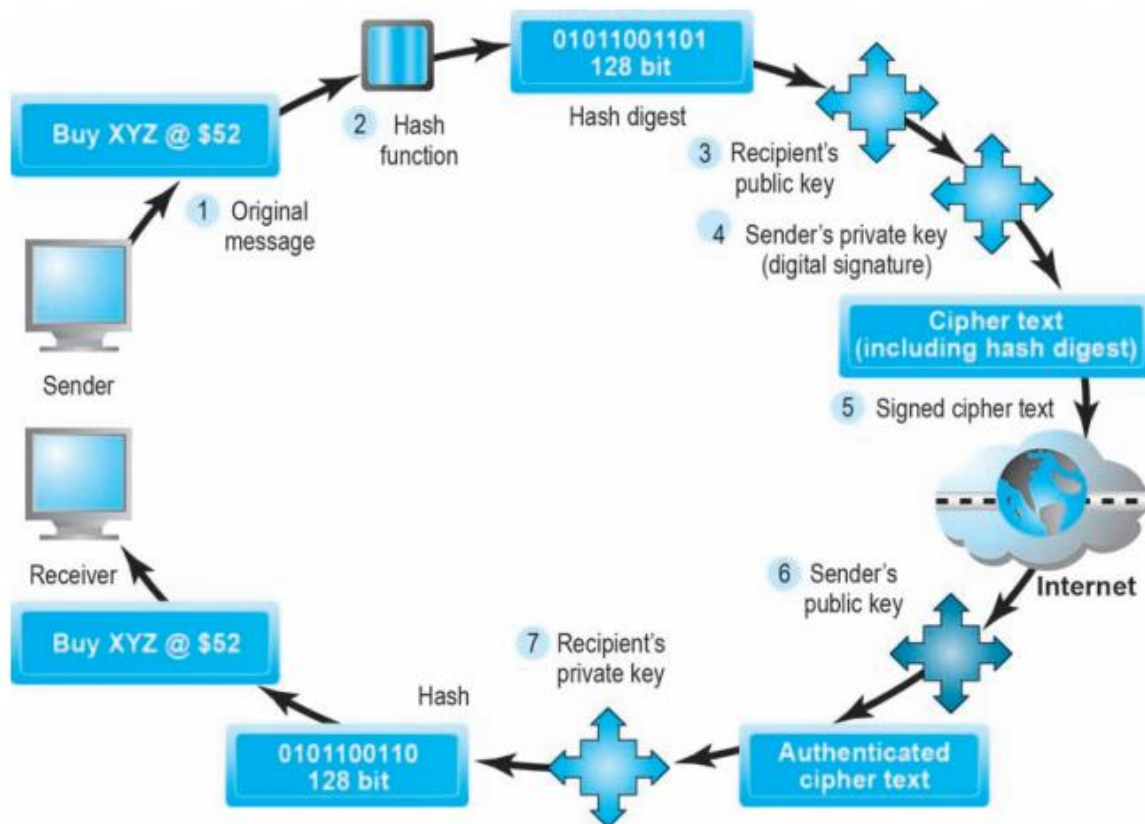 Buy XYZ @ $52
1 Original
message
2 Hash
function
01011001101
128 bit
Hash digest
3 Recipient's
public key
4 Sender's private key
(digital signature)
Cipher text
(including hash digest)
5 Signed cipher text
Internet
6 Sender's
public key
Authenticated
cipher text
7 Recipient's
private key
Hash
0101100110
128 bit
Buy XYZ @ $52
Receiver
Sender